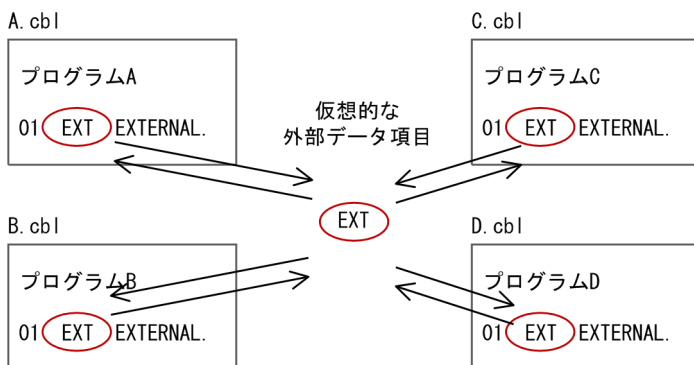 A.cbl
プログラムA
01 EXT EXTERNAL.
C.cbl
プログラムC
01 EXT EXTERNAL.
仮想的な
外部データ項目
EXT
B.cbl
プログラムB
01 EXT EXTERNAL.
D.cbl
プログラムD
01 EXT EXTERNAL.